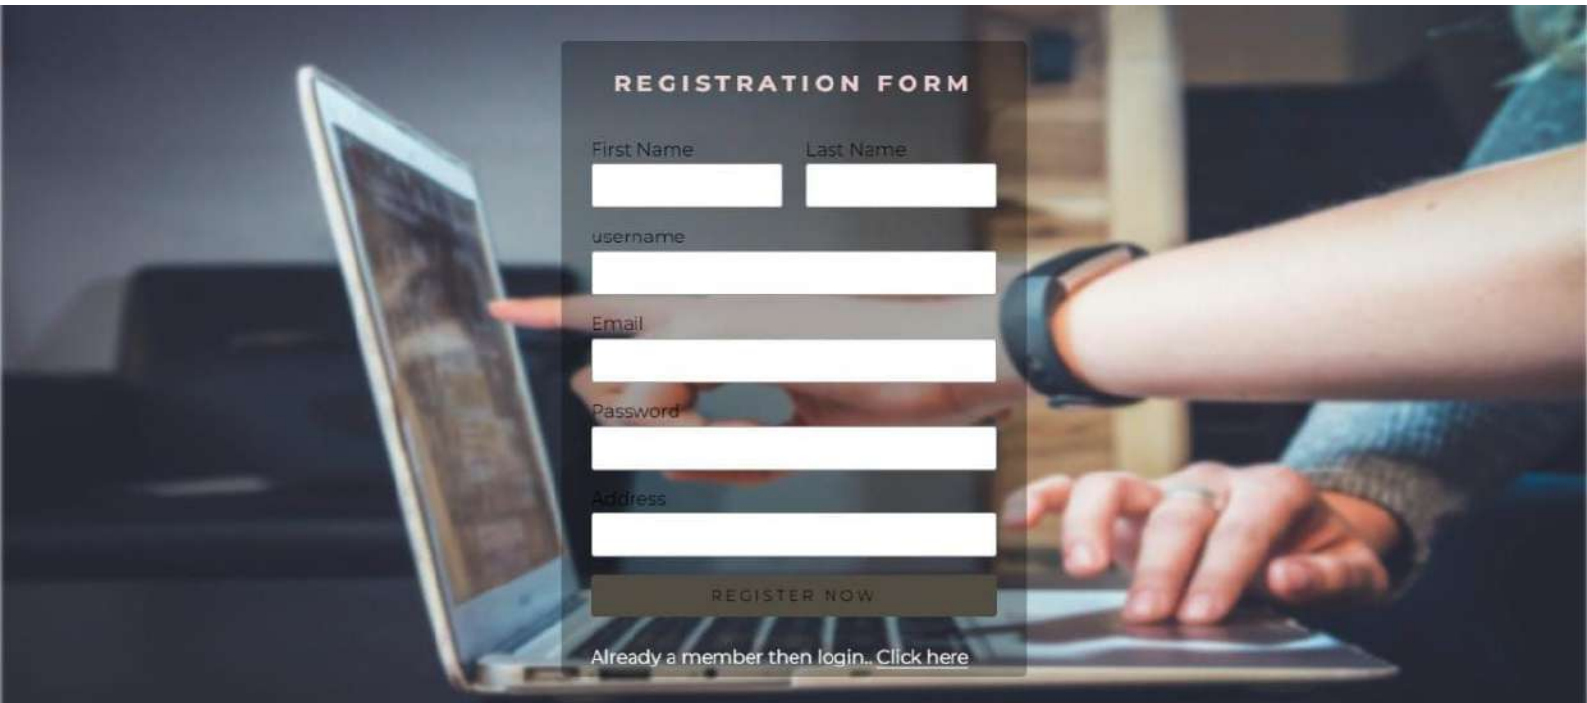 REGISTRATION FORM
First Name Last Name
username
Email
Password
Address
REGISTER NOW
Already a member then login.. Click here